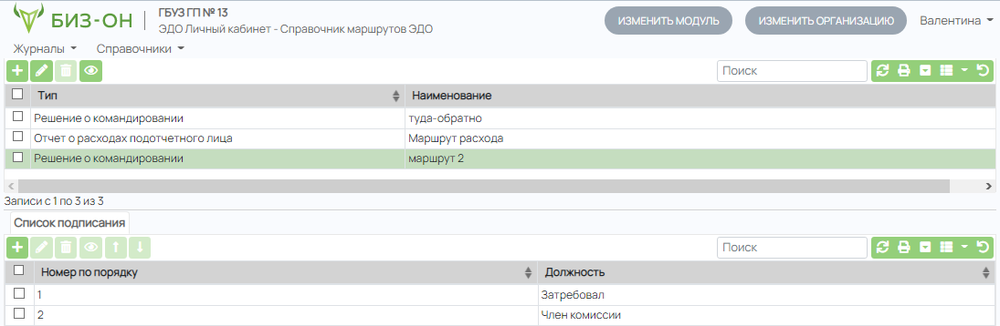 БИЗ-ОН
ГБУЗ ГП № 13
ЭДО Личный кабинет - Справочник маршрутов ЭДО
ИЗМЕНИТЬ МОДУЛЬ
ИЗМЕНИТЬ ОРГАНИЗАЦИЮ
Валентина
Журналы Справочники
Поиск
Тип Наименование
Решение о командировании туда-обратно
Отчет о расходах подотчетного лица Маршрут расхода
Решение о командировании маршрут 2
Записи с 1 по 3 из 3
Список подписания
Поиск
Номер по порядку Должность
1 Затребовал
2 Член комиссии